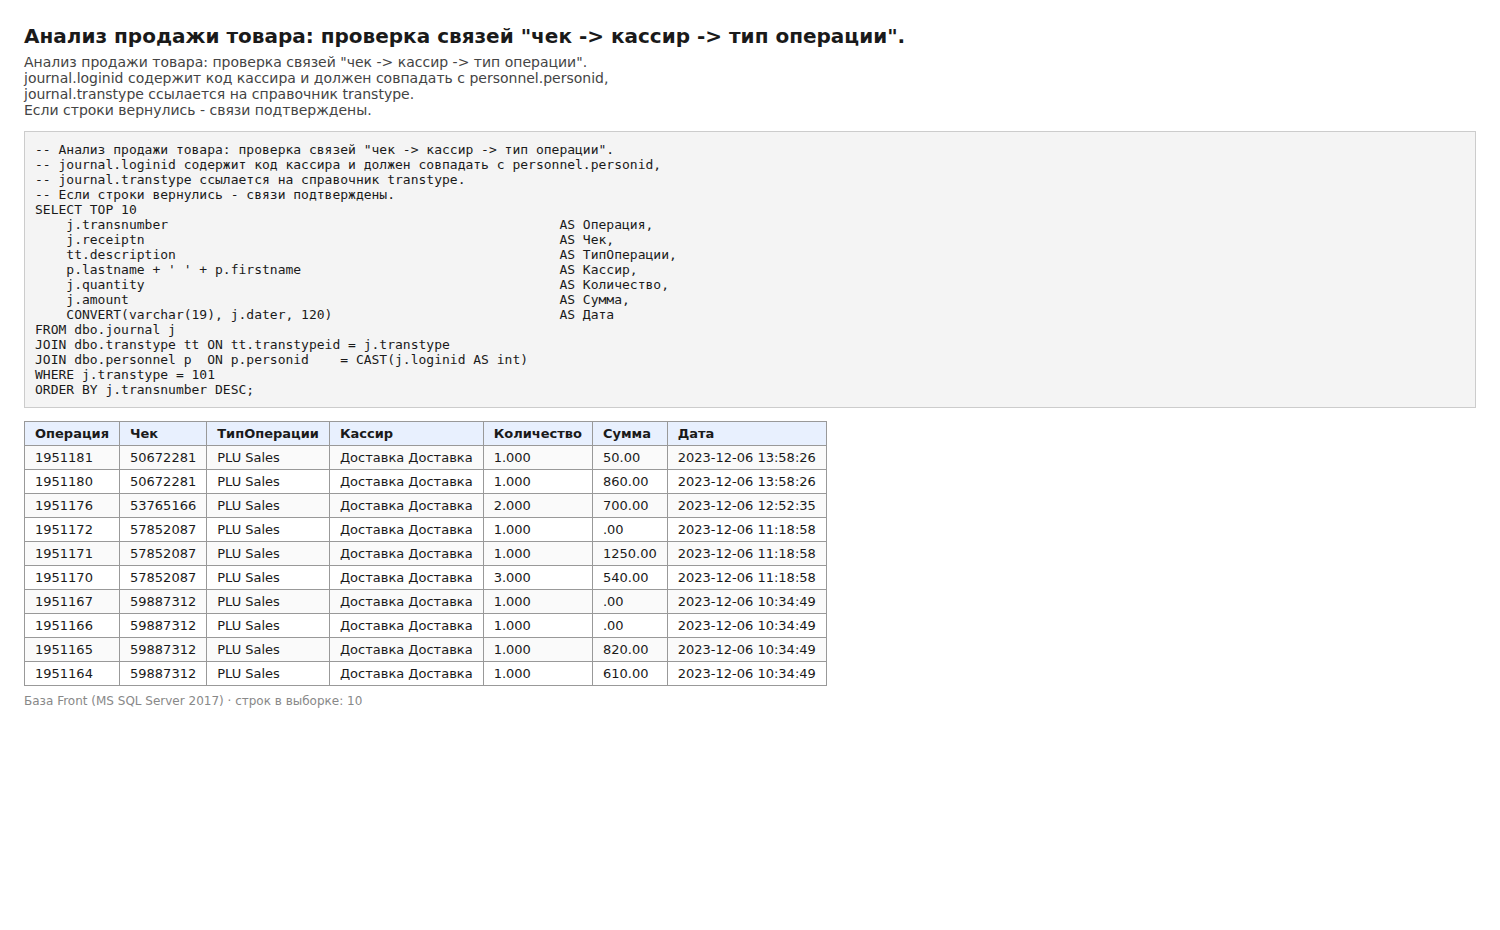 Анализ продажи товара: проверка связей "чек -> кассир -> тип операции".
Анализ продажи товара: проверка связей "чек -> кассир -> тип операции".
journal.loginid содержит код кассира и должен совпадать с personnel.personid,
journal.transtype ссылается на справочник transtype.
Если строки вернулись - связи подтверждены.
-- Анализ продажи товара: проверка связей "чек -> кассир -> тип операции".
-- journal.loginid содержит код кассира и должен совпадать с personnel.personid,
-- journal.transtype ссылается на справочник transtype.
-- Если строки вернулись - связи подтверждены.
SELECT TOP 10
    j.transnumber                                                  AS Операция,
    j.receiptn                                                     AS Чек,
    tt.description                                                 AS ТипОперации,
    p.lastname + ' ' + p.firstname                                 AS Кассир,
    j.quantity                                                     AS Количество,
    j.amount                                                       AS Сумма,
    CONVERT(varchar(19), j.dater, 120)                             AS Дата
FROM dbo.journal j
JOIN dbo.transtype tt ON tt.transtypeid = j.transtype
JOIN dbo.personnel p  ON p.personid    = CAST(j.loginid AS int)
WHERE j.transtype = 101
ORDER BY j.transnumber DESC;
Операция Чек ТипОперации Кассир Количество Сумма Дата
1951181 50672281 PLU Sales Доставка Доставка 1.000 50.00 2023-12-06 13:58:26
1951180 50672281 PLU Sales Доставка Доставка 1.000 860.00 2023-12-06 13:58:26
1951176 53765166 PLU Sales Доставка Доставка 2.000 700.00 2023-12-06 12:52:35
1951172 57852087 PLU Sales Доставка Доставка 1.000 .00 2023-12-06 11:18:58
1951171 57852087 PLU Sales Доставка Доставка 1.000 1250.00 2023-12-06 11:18:58
1951170 57852087 PLU Sales Доставка Доставка 3.000 540.00 2023-12-06 11:18:58
1951167 59887312 PLU Sales Доставка Доставка 1.000 .00 2023-12-06 10:34:49
1951166 59887312 PLU Sales Доставка Доставка 1.000 .00 2023-12-06 10:34:49
1951165 59887312 PLU Sales Доставка Доставка 1.000 820.00 2023-12-06 10:34:49
1951164 59887312 PLU Sales Доставка Доставка 1.000 610.00 2023-12-06 10:34:49
База Front (MS SQL Server 2017) · строк в выборке: 10